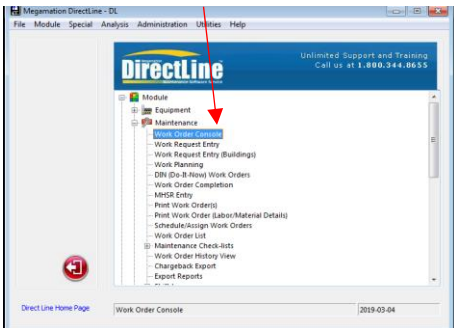 Megamation DirectLine - DL
File Module Special Analysis Administration Utilities Help
DirectLine
Unlimited Support and Training
Call us at 1.800.344.8655
Module
Equipment
Maintenance
Work Order Console
Work Request Entry
Work Request Entry (Buildings)
Work Planning
DIN (Do-It-Now) Work Orders
Work Order Completion
MHSR Entry
Print Work Order(s)
Print Work Order (Labor/Material Details)
Schedule/Assign Work Orders
Work Order List
Maintenance Check-lists
Work Order History View
Chargeback Export
Export Reports
Direct Line Home Page
Work Order Console
2019-03-04